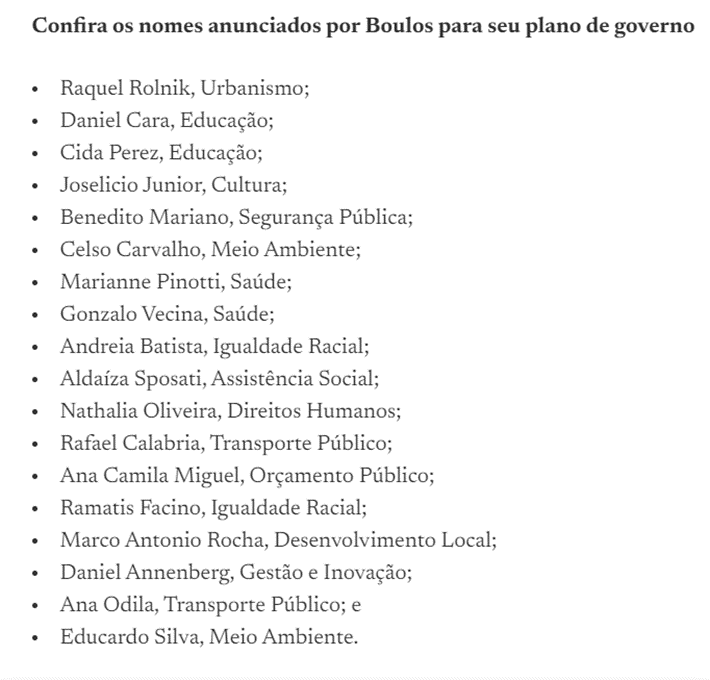 Confira os nomes anunciados por Boulos para seu plano de governo
• Raquel Rolnik, Urbanismo;
• Daniel Cara, Educação;
• Cida Perez, Educação;
• Joselicio Junior, Cultura;
• Benedito Mariano, Segurança Pública;
• Celso Carvalho, Meio Ambiente;
• Marianne Pinotti, Saúde;
• Gonzalo Vecina, Saúde;
• Andreia Batista, Igualdade Racial;
• Aldaíza Sposati, Assistência Social;
• Nathalia Oliveira, Direitos Humanos;
• Rafael Calabria, Transporte Público;
• Ana Camila Miguel, Orçamento Público;
• Ramatis Facino, Igualdade Racial;
• Marco Antonio Rocha, Desenvolvimento Local;
• Daniel Annenberg, Gestão e Inovação;
• Ana Odila, Transporte Público; e
• Educardo Silva, Meio Ambiente.